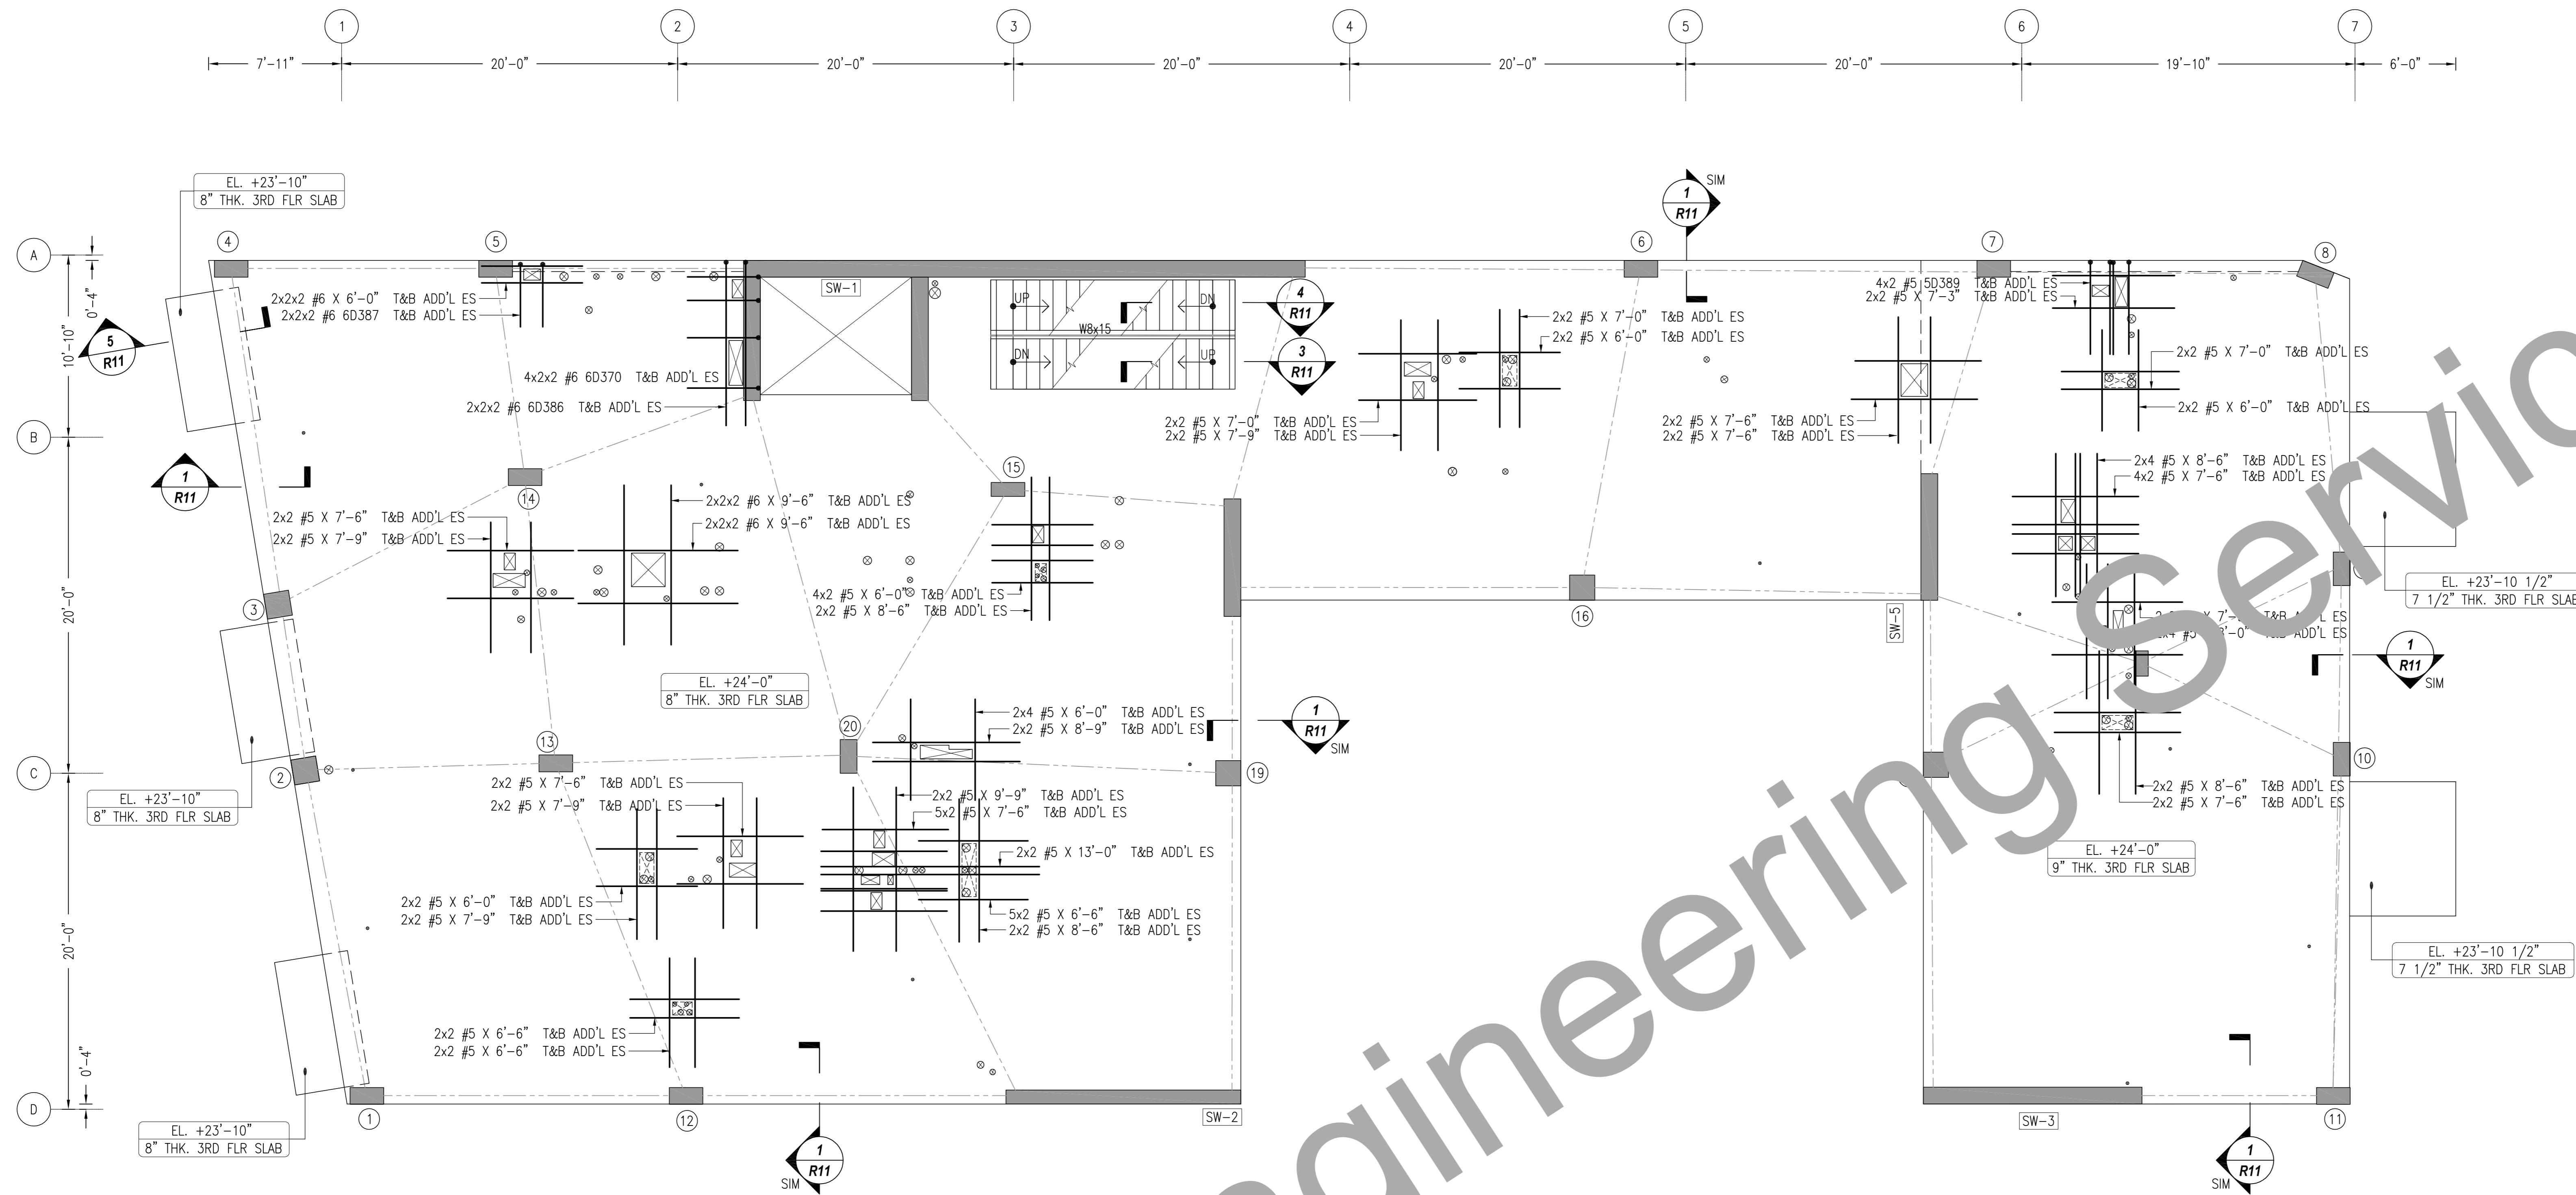 1
2
3
4
5
6
7
7'-11"
20'-0"
20'-0"
20'-0"
20'-0"
20'-0"
19'-10"
6'-0"
EL. +23'-10"
8" THK. 3RD FLR SLAB
1
R11
SIM
A
0'-4"
4
5
6
7
8
2x2x2 #6 X 6'-0" T&B ADD'L ES
2x2x2 #6 6D387 T&B ADD'L ES
SW-1
UP
DN
W8x15
DN
UP
4
R11
3
R11
4x2 #5 5D389 T&B ADD'L ES
2x2 #5 X 7'-3" T&B ADD'L ES
10'-10"
5
R11
2x2 #5 X 7'-0" T&B ADD'L ES
2x2 #5 X 6'-0" T&B ADD'L ES
2x2 #5 X 7'-0" T&B ADD'L ES
2x2 #5 X 6'-0" T&B ADD'L ES
4x2x2 #6 6D370 T&B ADD'L ES
2x2x2 #6 6D386 T&B ADD'L ES
2x2 #5 X 7'-0" T&B ADD'L ES
2x2 #5 X 7'-9" T&B ADD'L ES
2x2 #5 X 7'-6" T&B ADD'L ES
2x2 #5 X 7'-6" T&B ADD'L ES
B
1
R11
14
15
2x4 #5 X 8'-6" T&B ADD'L ES
4x2 #5 X 7'-6" T&B ADD'L ES
2x2 #5 X 7'-6" T&B ADD'L ES
2x2 #5 X 7'-9" T&B ADD'L ES
2x2x2 #6 X 9'-6" T&B ADD'L ES
2x2x2 #6 X 9'-6" T&B ADD'L ES
20'-0"
3
4x2 #5 X 6'-0" T&B ADD'L ES
2x2 #5 X 8'-6" T&B ADD'L ES
16
SW-5
T&B ADD'L ES
T&B ADD'L ES
EL. +23'-10 1/2"
7 1/2" THK. 3RD FLR SLAB
1
R11
SIM
EL. +24'-0"
8" THK. 3RD FLR SLAB
2x4 #5 X 6'-0" T&B ADD'L ES
2x2 #5 X 8'-9" T&B ADD'L ES
1
R11
SIM
C
2
13
20
19
10
EL. +23'-10"
8" THK. 3RD FLR SLAB
2x2 #5 X 7'-6" T&B ADD'L ES
2x2 #5 X 7'-9" T&B ADD'L ES
2x2 #5 X 9'-9" T&B ADD'L ES
5x2 #5 X 7'-6" T&B ADD'L ES
2x2 #5 X 13'-0" T&B ADD'L ES
2x2 #5 X 8'-6" T&B ADD'L ES
2x2 #5 X 7'-6" T&B ADD'L ES
EL. +24'-0"
9" THK. 3RD FLR SLAB
20'-0"
2x2 #5 X 6'-0" T&B ADD'L ES
2x2 #5 X 7'-9" T&B ADD'L ES
5x2 #5 X 6'-6" T&B ADD'L ES
2x2 #5 X 8'-6" T&B ADD'L ES
EL. +23'-10 1/2"
7 1/2" THK. 3RD FLR SLAB
2x2 #5 X 6'-6" T&B ADD'L ES
2x2 #5 X 6'-6" T&B ADD'L ES
0'-4"
D
1
12
SW-2
SW-3
11
EL. +23'-10"
8" THK. 3RD FLR SLAB
1
R11
SIM
1
R11
SIM